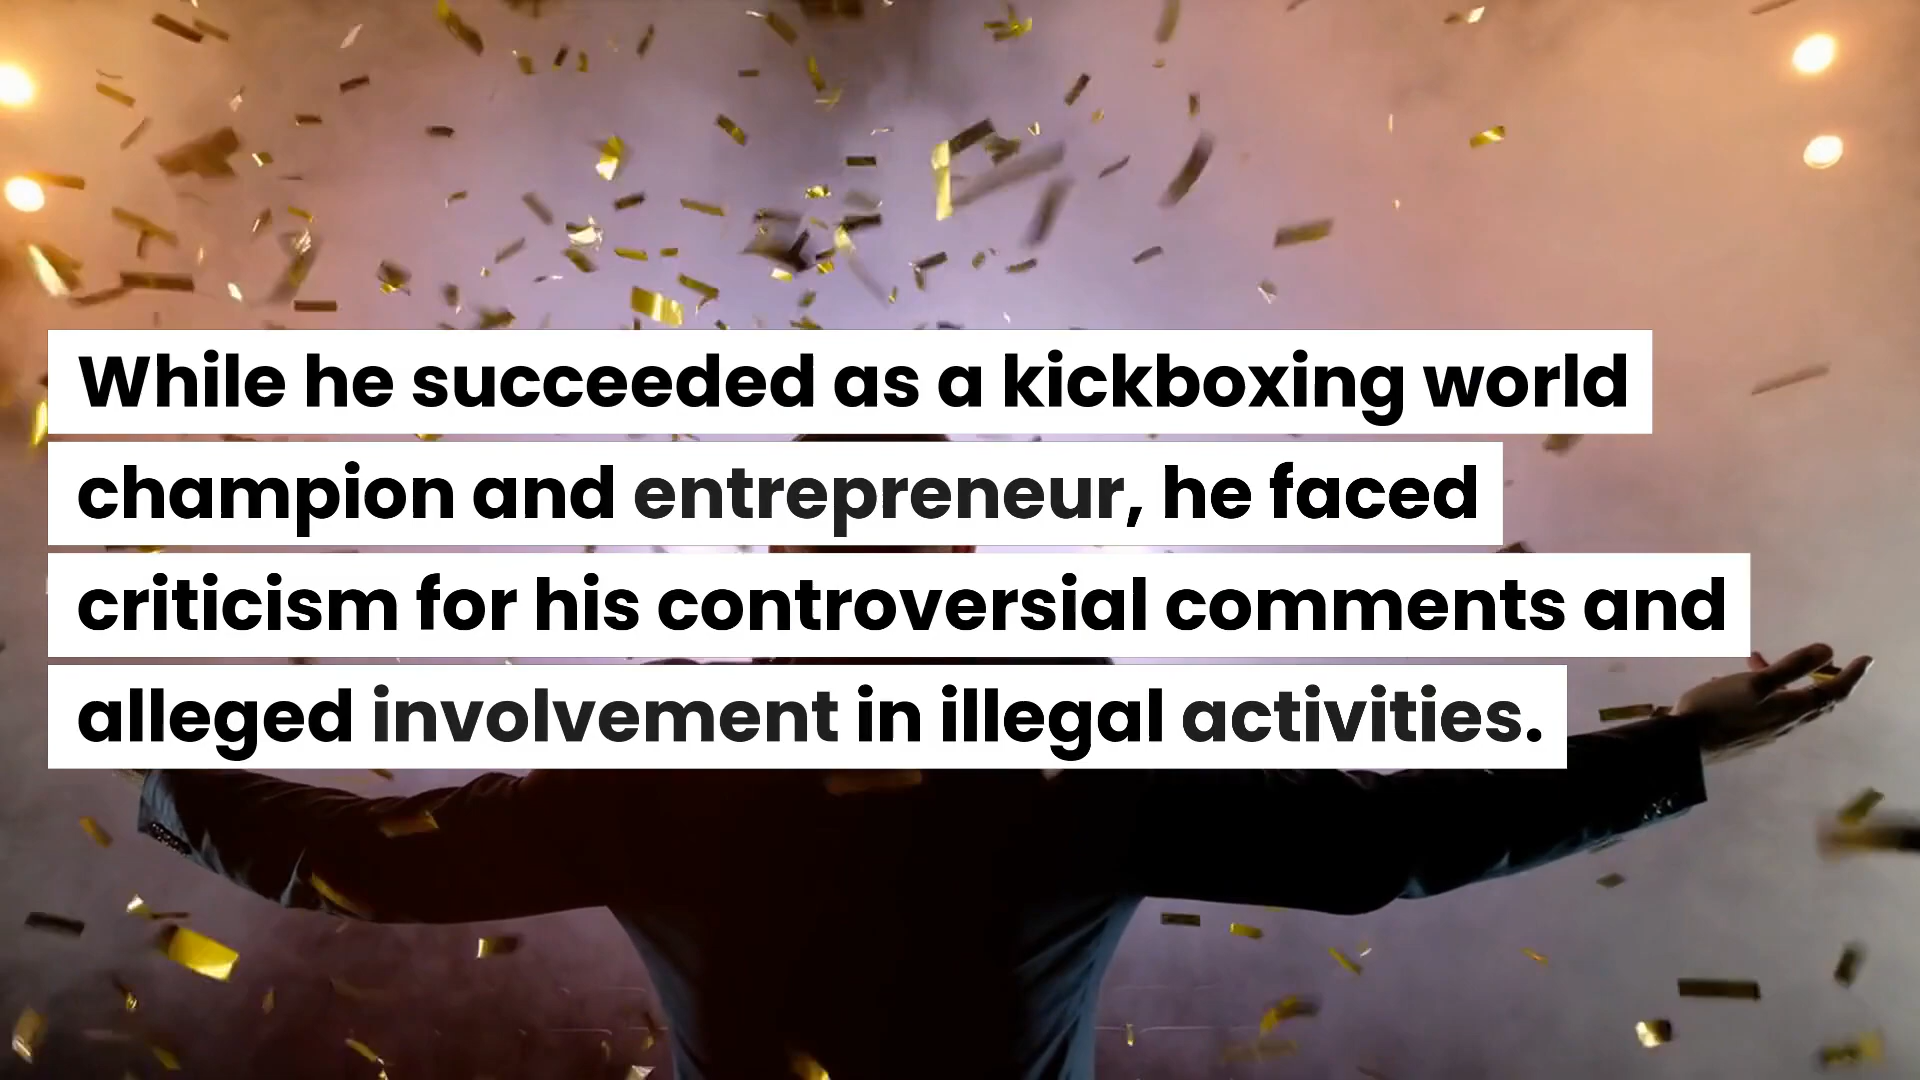 While he succeeded as a kickboxing world
champion and entrepreneur, he faced
criticism for his controversial comments and
alleged involvement in illegal activities.